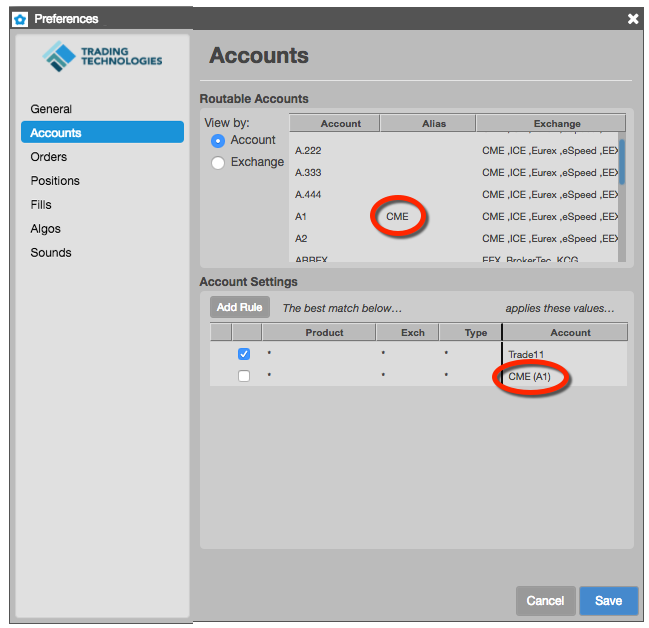 Preferences
TRADING
TECHNOLOGIES
General
Accounts
Orders
Positions
Fills
Algos
Sounds
Accounts
Routable Accounts
View by:
Account
Exchange
Account Alias Exchange
A.222 CME ,ICE ,Eurex ,eSpeed ,EEX
A.333 CME ,ICE ,Eurex ,eSpeed ,EEX
A.444 CME ,ICE ,Eurex ,eSpeed ,EEX
A1 CME CME ,ICE ,Eurex ,eSpeed ,EEX
A2 CME ,ICE ,Eurex ,eSpeed ,EEX
ABBEX EEX, BrokerTec, KCG
Account Settings
Add Rule The best match below... applies these values...
Product Exch Type Account
* * * Trade11
* * * CME (A1)
Cancel Save